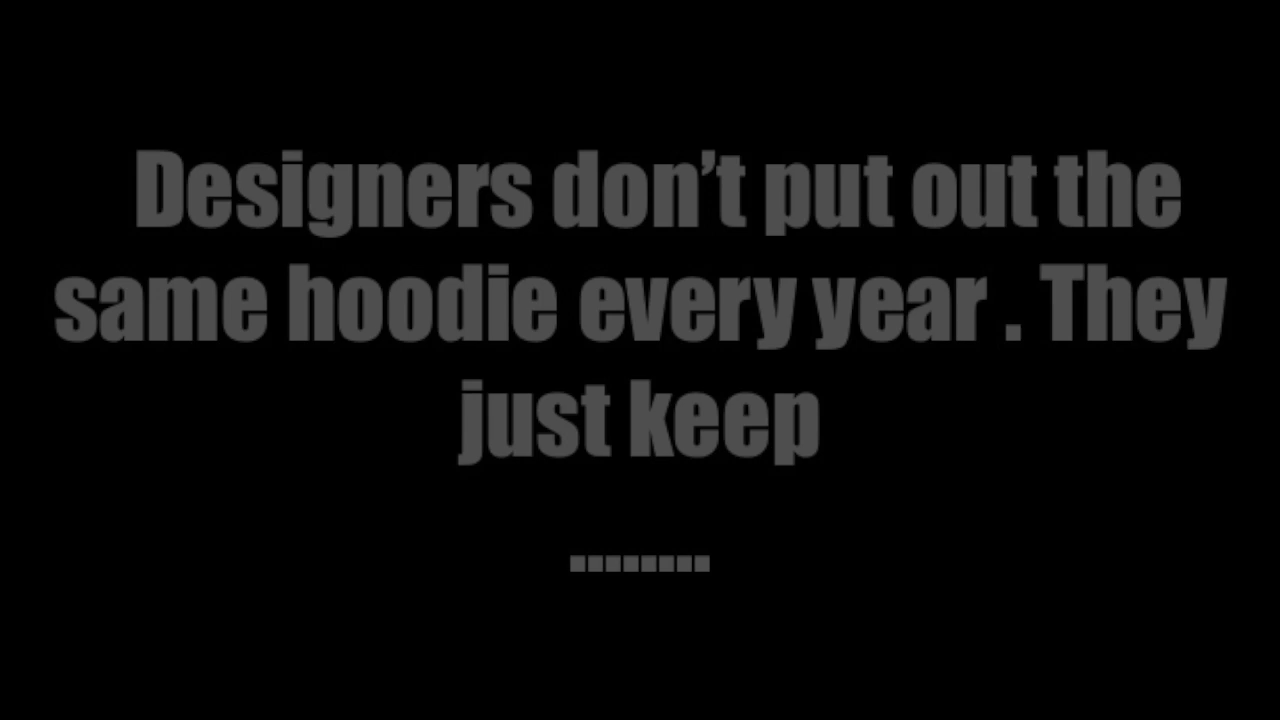 Designers don’t put out the
same hoodie every year . They
just keep
........